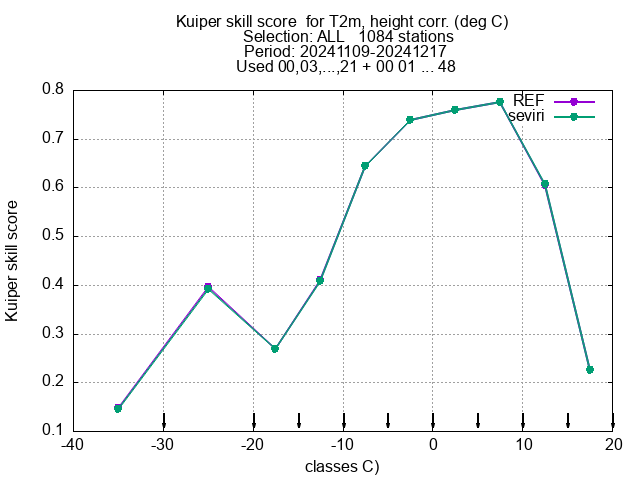 Kuiper skill score  for T2m, height corr. (deg C)
Selection: ALL   1084 stations
Period: 20241109-20241217
Used 00,03,...,21 + 00 01 ... 48
REF
seviri
0.8
0.7
0.6
0.5
0.4
0.3
0.2
0.1
Kuiper skill score
-40 -30 -20 -10 0 10 20
classes C)